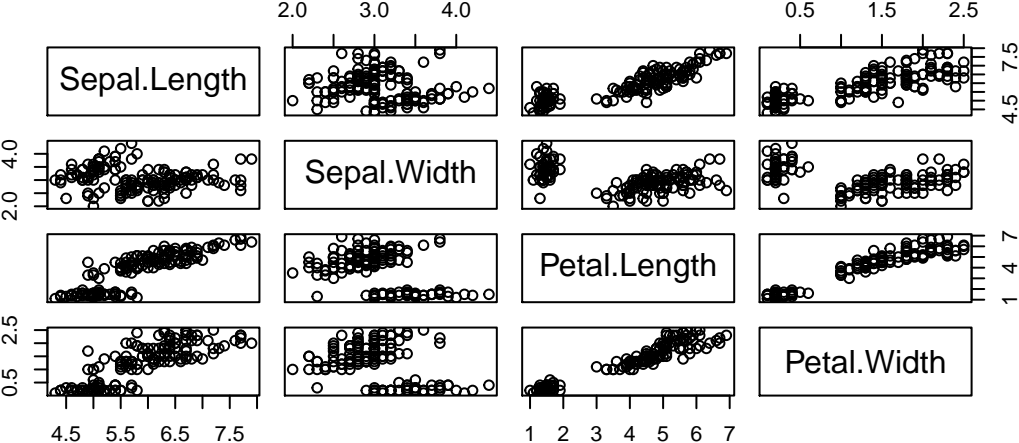 2.0 3.0 4.0 0.5 1.5 2.5
Sepal.Length 4.5 7.5
2.0 4.0 Sepal.Width
Petal.Length 1 4 7
0.5 2.5 Petal.Width
4.5 5.5 6.5 7.5 1 2 3 4 5 6 7